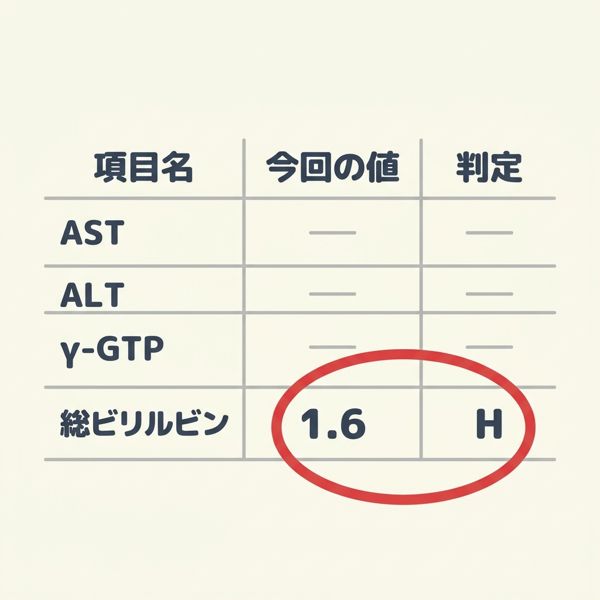 項目名 今回の値 判定
AST — —
ALT — —
γ-GTP — —
総ビリルビン 1.6 H